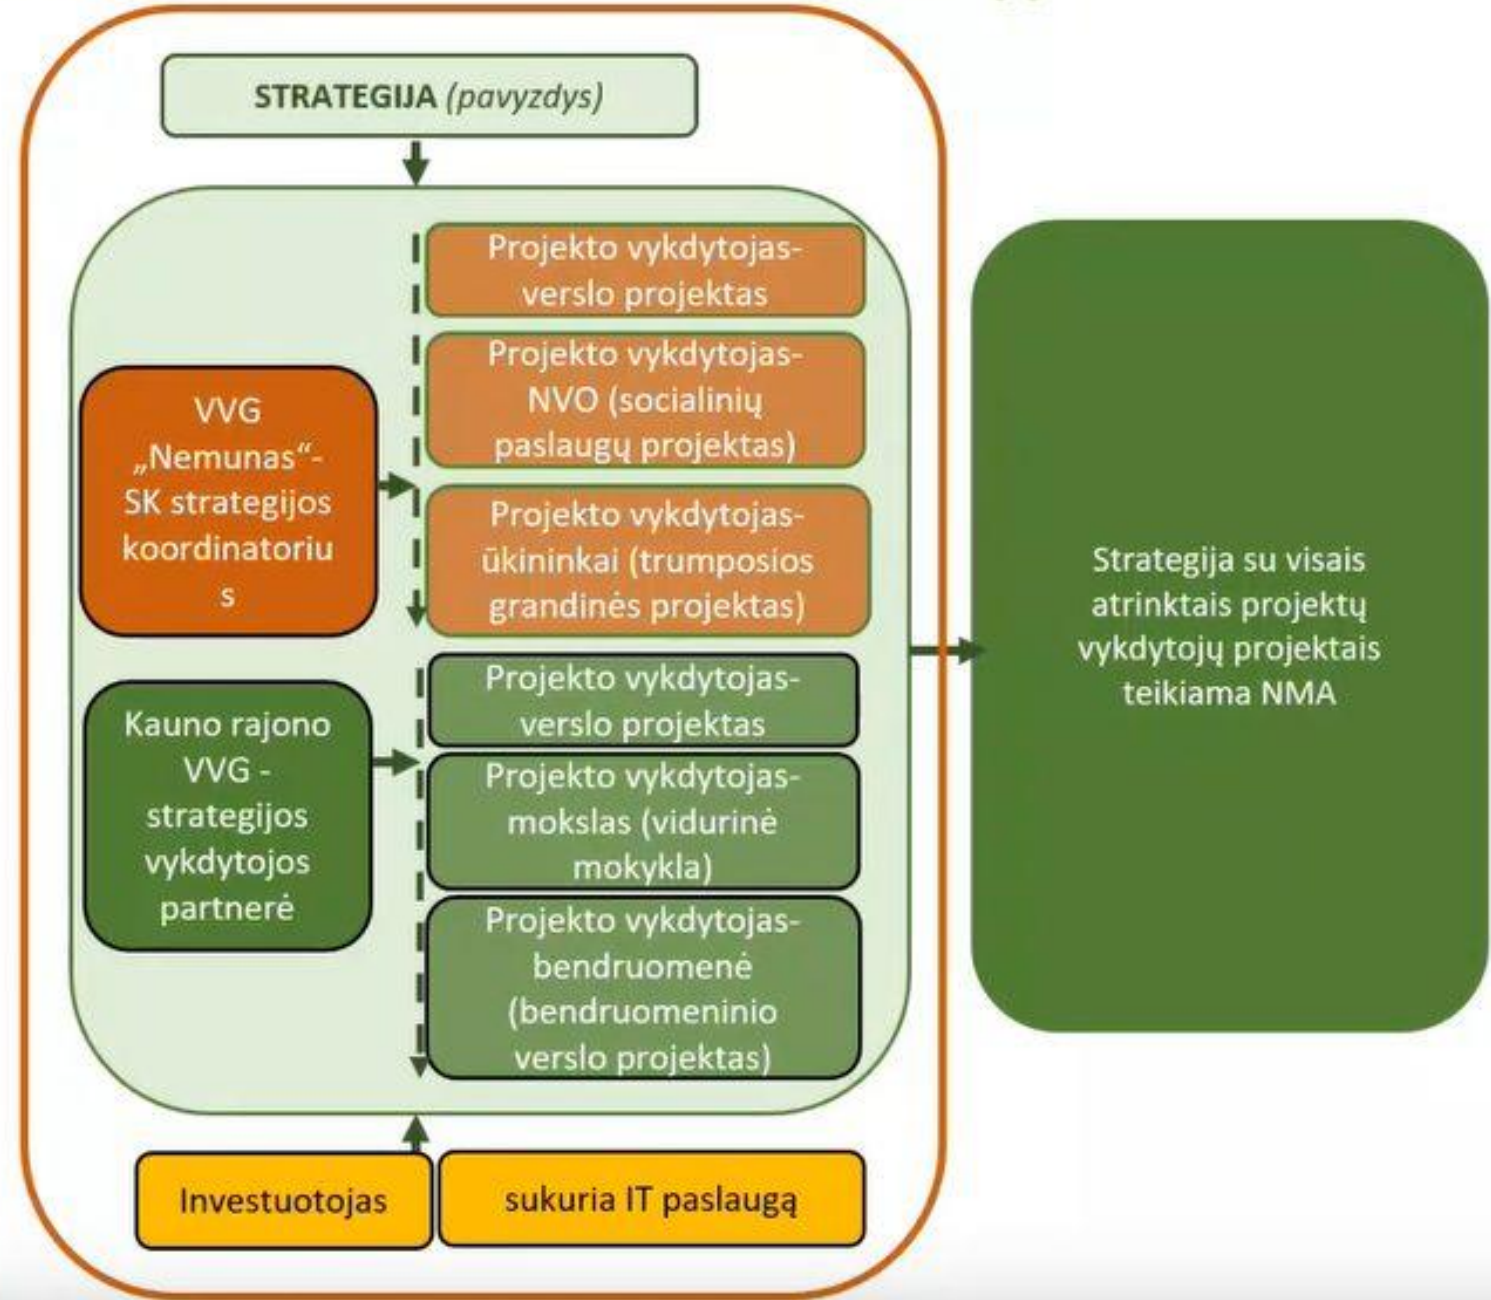 STRATEGIJA (pavyzdys)
Projekto vykdytojas-
verslo projektas
Projekto vykdytojas-
NVO (socialinių
paslaugų projektas)
VVG
„Nemunas“-
SK strategijos
koordinatoriu
s
Projekto vykdytojas-
ūkininkai (trumposios
grandinės projektas)
Projekto vykdytojas-
verslo projektas
Kauno rajono
VVG -
strategijos
vykdytojos
partnerė
Projekto vykdytojas-
mokslas (vidurinė
mokykla)
Projekto vykdytojas-
bendruomenė
(bendruomeninio
verslo projektas)
Investuotojas
sukuria IT paslaugą
Strategija su visais
atrinktais projektų
vykdytojų projektais
teikiama NMA